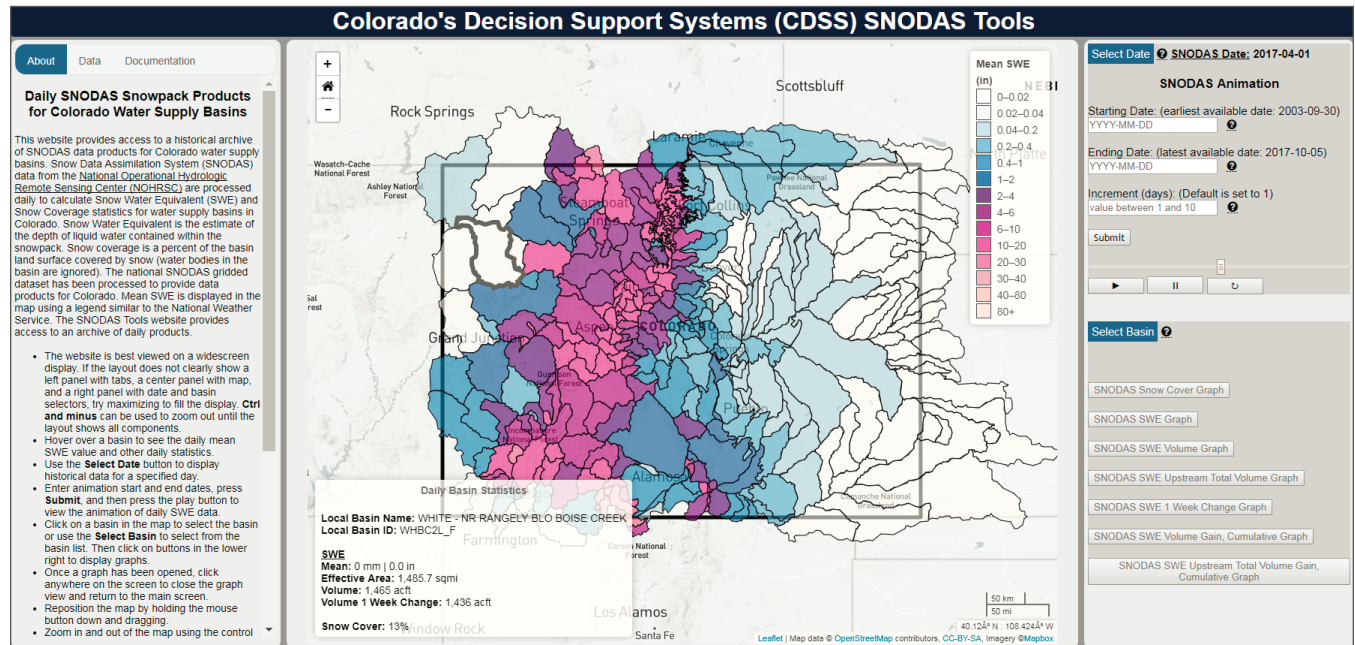 Colorado's Decision Support Systems (CDSS) SNODAS Tools
About
Data
Documentation
Daily SNODAS Snowpack Products
for Colorado Water Supply Basins
This website provides access to a historical archive
of SNODAS data products for Colorado water supply
basins. Snow Data Assimilation System (SNODAS)
data from the National Operational Hydrologic
Remote Sensing Center (NOHRSC) are processed
daily to calculate Snow Water Equivalent (SWE) and
Snow Coverage statistics for water supply basins in
Colorado. Snow Water Equivalent is the estimate of
the depth of liquid water contained within the
snowpack. Snow coverage is a percent of the basin
land surface covered by snow (water bodies in the
basin are ignored). The national SNODAS gridded
dataset has been processed to provide data
products for Colorado. Mean SWE is displayed in the
map using a legend similar to the National Weather
Service. The SNODAS Tools website provides
access to an archive of daily products.
• The website is best viewed on a widescreen
display. If the layout does not clearly show a
left panel with tabs, a center panel with map,
and a right panel with date and basin
selectors, try maximizing to fill the display. Ctrl
and minus can be used to zoom out until the
layout shows all components.
• Hover over a basin to see the daily mean
SWE value and other daily statistics.
• Use the Select Date button to display
historical data for a specified day.
• Enter animation start and end dates, press
Submit, and then press the play button to
view the animation of daily SWE data.
• Click on a basin in the map to select the basin
or use the Select Basin to select from the
basin list. Then click on buttons in the lower
right to display graphs.
• Once a graph has been opened, click
anywhere on the screen to close the graph
view and return to the main screen.
• Reposition the map by holding the mouse
button down and dragging.
• Zoom in and out of the map using the control
+
−
Rock Springs
Scottsbluff
Wasatch-Cache
National Forest
Ashley National
Forest
Laramie
Cheyenne
Pawnee National
Grassland
Steamboat
Springs
Aspen
COLORADO
Grand Junction
Gunnison
National Forest
Colorado
Springs
Pueblo
Uncompahgre
National Forest
Alamosa
Comanche National
Grassland
Farmington
Carson National
Forest
Los Alamos
Window Rock
Santa Fe
Mean SWE
(in)
0–0.02
0.02–0.04
0.04–0.2
0.2–0.4
0.4–1
1–2
2–4
4–6
6–10
10–20
20–30
30–40
40–80
80+
Daily Basin Statistics
Local Basin Name: WHITE - NR RANGELY BLO BOISE CREEK
Local Basin ID: WHBC2L_F
SWE
Mean: 0 mm | 0.0 in
Effective Area: 1,485.7 sqmi
Volume: 1,465 acft
Volume 1 Week Change: 1,436 acft
Snow Cover: 13%
50 km
50 mi
40.12Â° N : 108.424Â° W
Leaflet | Map data © OpenStreetMap contributors, CC-BY-SA, Imagery ©Mapbox
Select Date ? SNODAS Date: 2017-04-01
SNODAS Animation
Starting Date: (earliest available date: 2003-09-30)
YYYY-MM-DD ?
Ending Date: (latest available date: 2017-10-05)
YYYY-MM-DD ?
Increment (days): (Default is set to 1)
value between 1 and 10 ?
Submit
Select Basin ?
SNODAS Snow Cover Graph
SNODAS SWE Graph
SNODAS SWE Volume Graph
SNODAS SWE Upstream Total Volume Graph
SNODAS SWE 1 Week Change Graph
SNODAS SWE Volume Gain, Cumulative Graph
SNODAS SWE Upstream Total Volume Gain,
Cumulative Graph